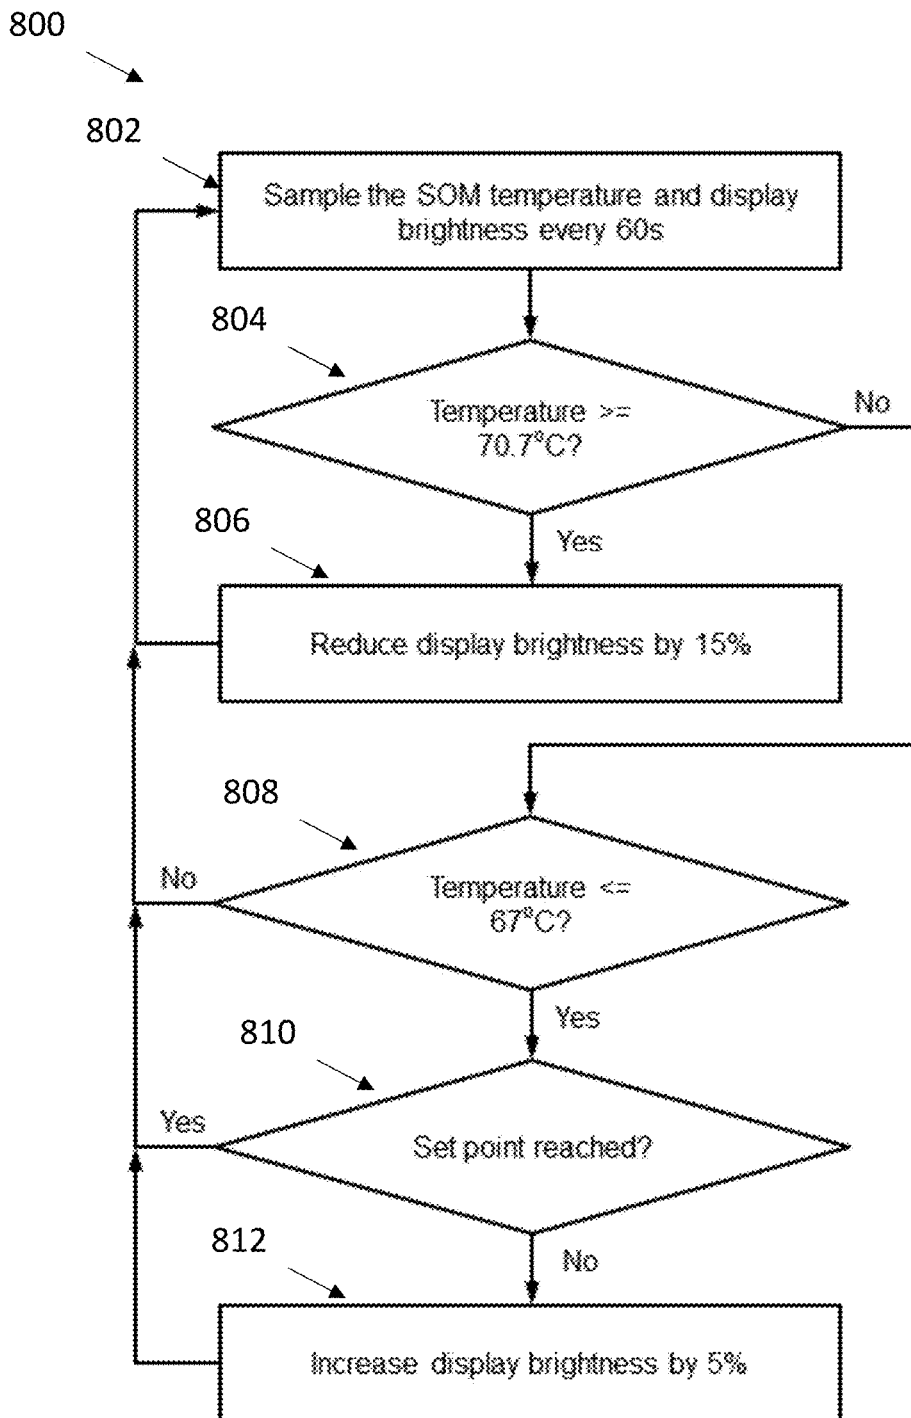 800
802
Sample the SOM temperature and display
brightness every 60s
804
Temperature >=
70.7°C?
No
806
Yes
Reduce display brightness by 15%
808
No
Temperature <=
67°C?
810
Yes
Yes
Set point reached?
812
No
Increase display brightness by 5%